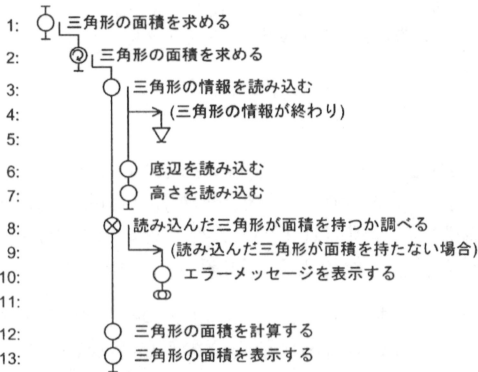 1: 三角形の面積を求める
2: 三角形の面積を求める
3: 三角形の情報を読み込む
4: (三角形の情報が終わり)
5:
6: 底辺を読み込む
7: 高さを読み込む
8: 読み込んだ三角形が面積を持つか調べる
9: (読み込んだ三角形が面積を持たない場合)
10: エラーメッセージを表示する
11:
12: 三角形の面積を計算する
13: 三角形の面積を表示する